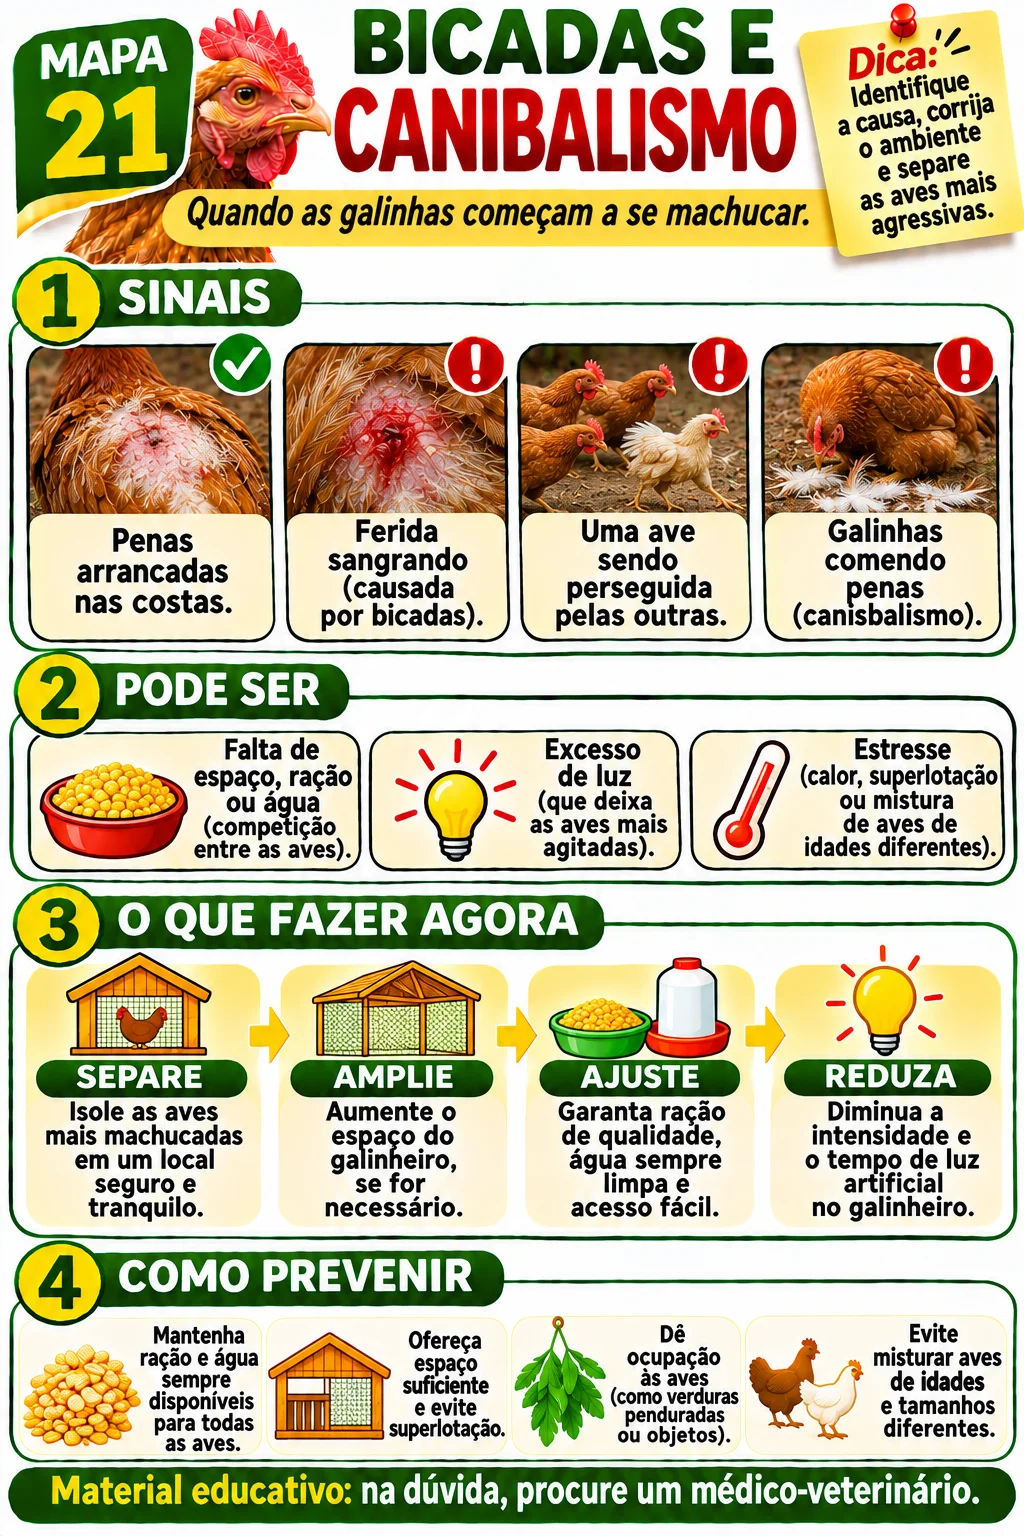 MAPA
21
BICADAS E
CANIBALISMO
Quando as galinhas começam a se machucar.
Dica:
Identifique
a causa, corrija
o ambiente
e separe
as aves mais
agressivas.
1 SINAIS
Penas
arrancadas
nas costas.
Ferida
sangrando
(causada
por bicadas).
Uma ave
sendo
perseguida
pelas outras.
Galinhas
comendo
penas
(canisbalismo).
2 PODE SER
Falta de
espaço, ração
ou água
(competição
entre as aves).
Excesso
de luz
(que deixa
as aves mais
agitadas).
Estresse
(calor, superlotação
ou mistura
de aves de
idades diferentes).
3 O QUE FAZER AGORA
SEPARE
Isole as aves
mais machucadas
em um local
seguro e
tranquilo.
AMPLIE
Aumente o
espaço do
galinheiro,
se for
necessário.
AJUSTE
Garanta ração
de qualidade,
água sempre
limpa e
acesso fácil.
REDUZA
Diminua a
intensidade e
o tempo de luz
artificial
no galinheiro.
4 COMO PREVENIR
Mantenha
ração e água
sempre
disponíveis
para todas
as aves.
Ofereça
espaço
suficiente
e evite
superlotação.
Dê
ocupação
às aves
(como verduras
penduradas
ou objetos).
Evite
misturar aves
de idades
e tamanhos
diferentes.
Material educativo: na dúvida, procure um médico-veterinário.